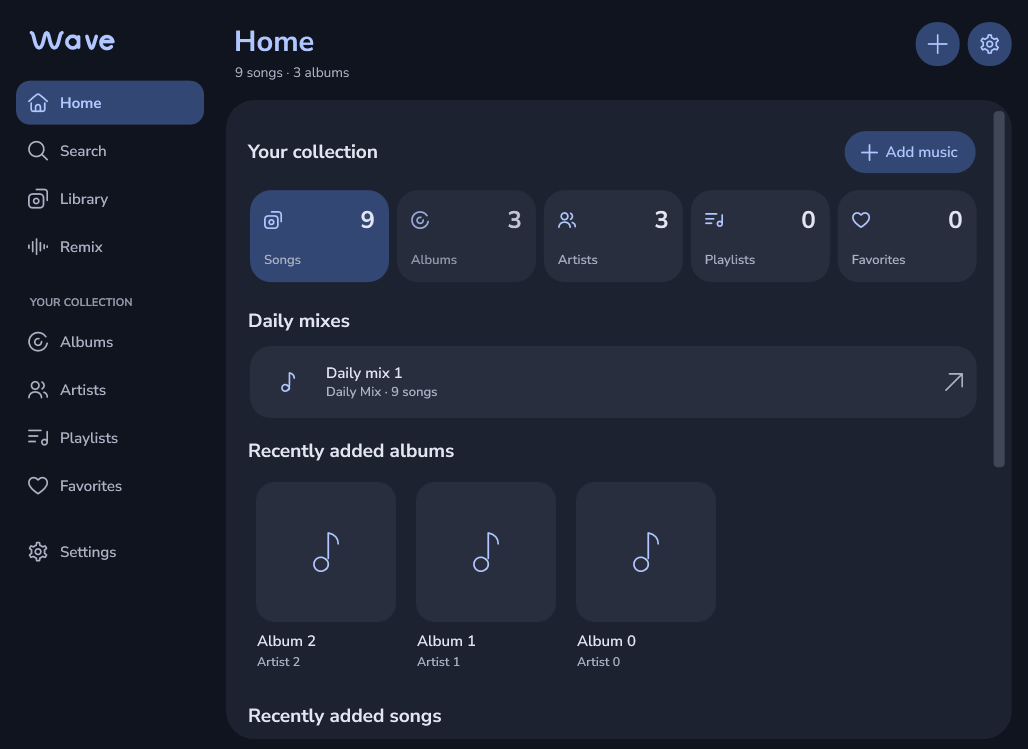 Wave
Home
Search
Library
Remix
YOUR COLLECTION
Albums
Artists
Playlists
Favorites
Settings
Home
9 songs · 3 albums
Your collection
Add music
9
Songs
3
Albums
3
Artists
0
Playlists
0
Favorites
Daily mixes
Daily mix 1
Daily Mix · 9 songs
Recently added albums
Album 2
Artist 2
Album 1
Artist 1
Album 0
Artist 0
Recently added songs